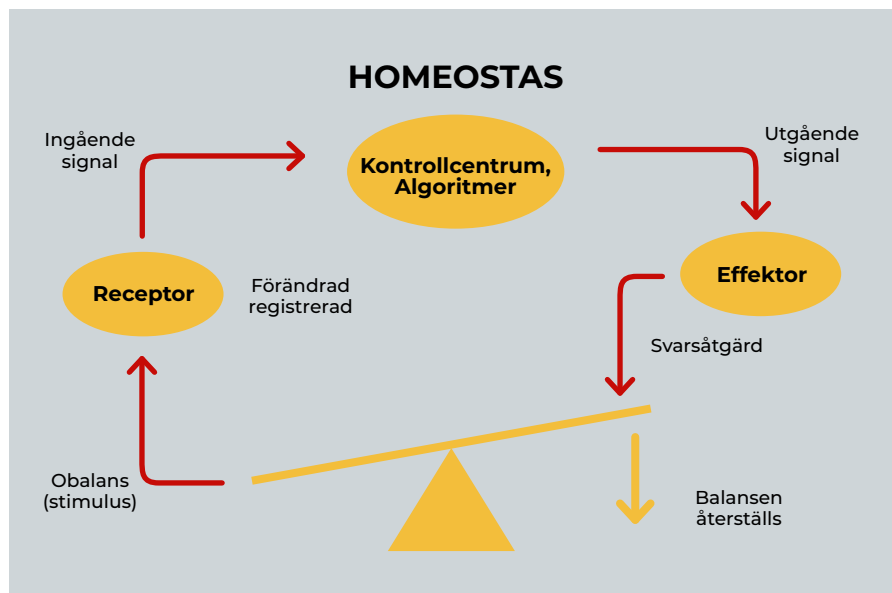 HOMEOSTAS
Ingående
signal
Kontrollcentrum,
Algoritmer
Utgående
signal
Receptor
Förändrad
registrerad
Effektor
Svarsåtgärd
Obalans
(stimulus)
Balansen
återställs